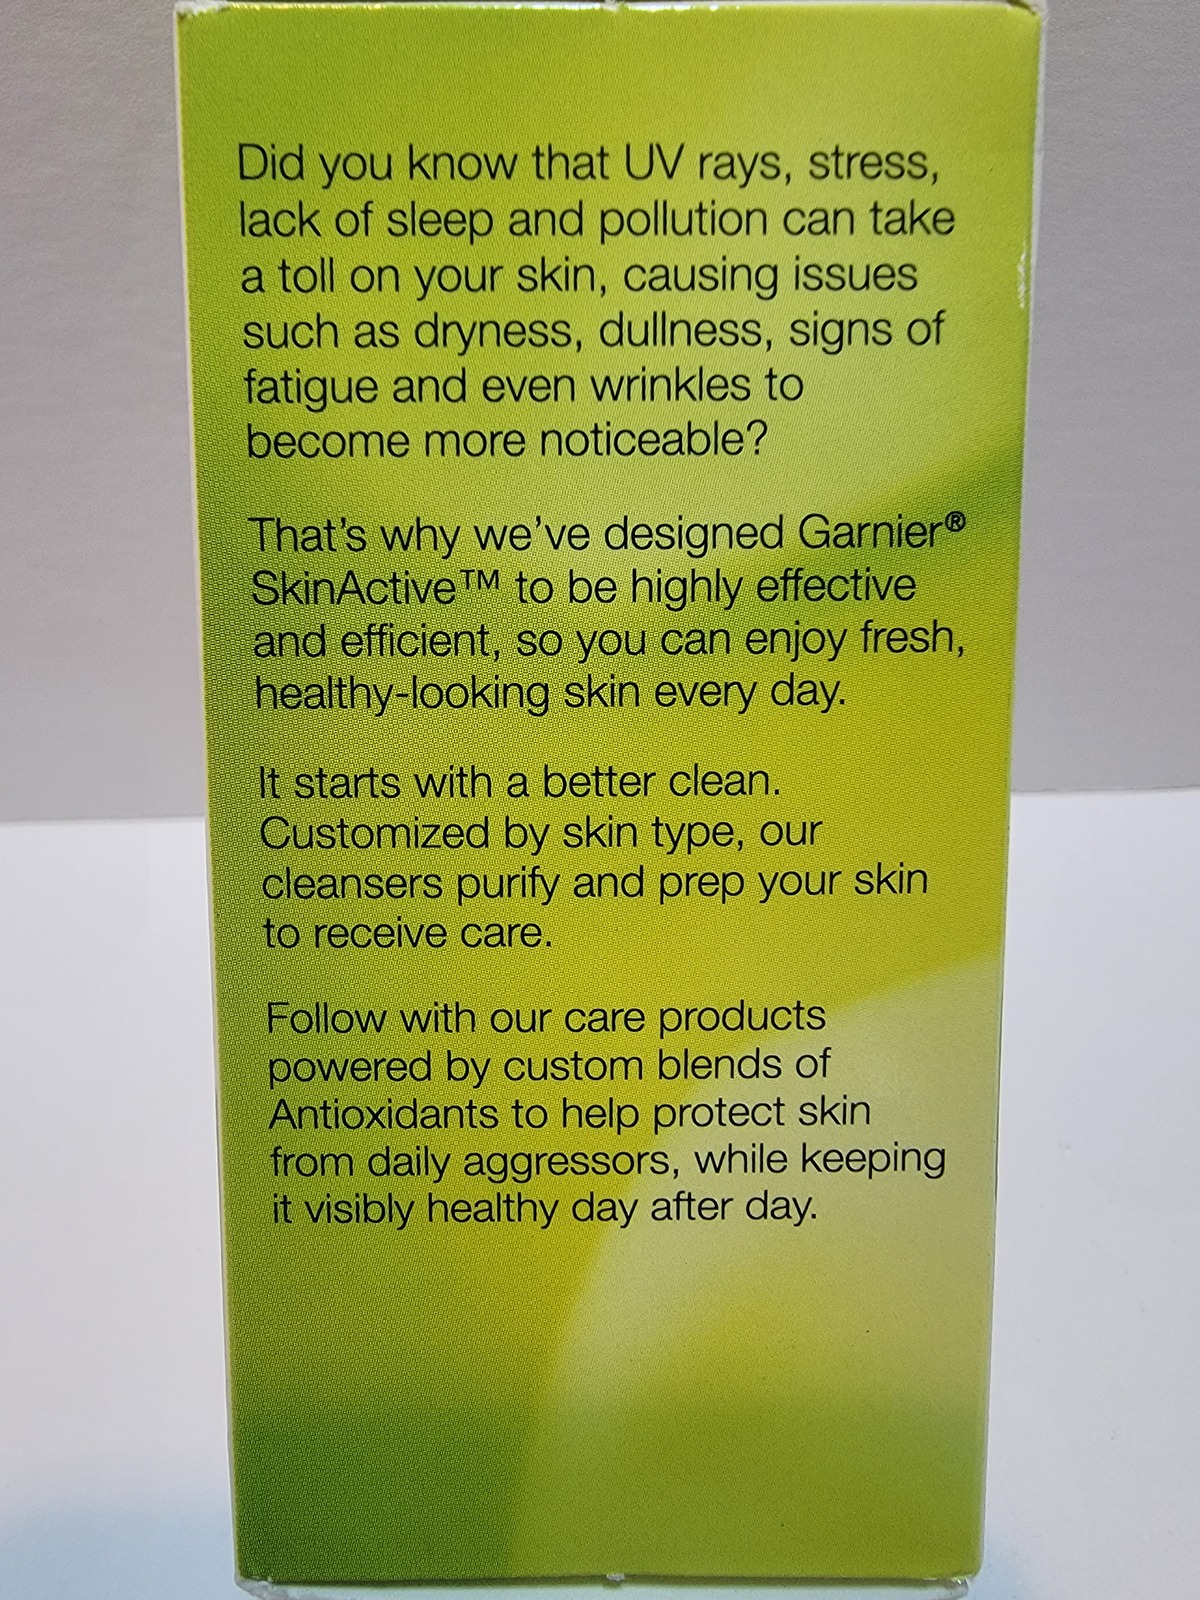 Did you know that UV rays, stress,
lack of sleep and pollution can take
a toll on your skin, causing issues
such as dryness, dullness, signs of
fatigue and even wrinkles to
become more noticeable?
That's why we've designed Garnier®
SkinActive™ to be highly effective
and efficient, so you can enjoy fresh,
healthy-looking skin every day.
It starts with a better clean.
Customized by skin type, our
cleansers purify and prep your skin
to receive care.
Follow with our care products
powered by custom blends of
Antioxidants to help protect skin
from daily aggressors, while keeping
it visibly healthy day after day.